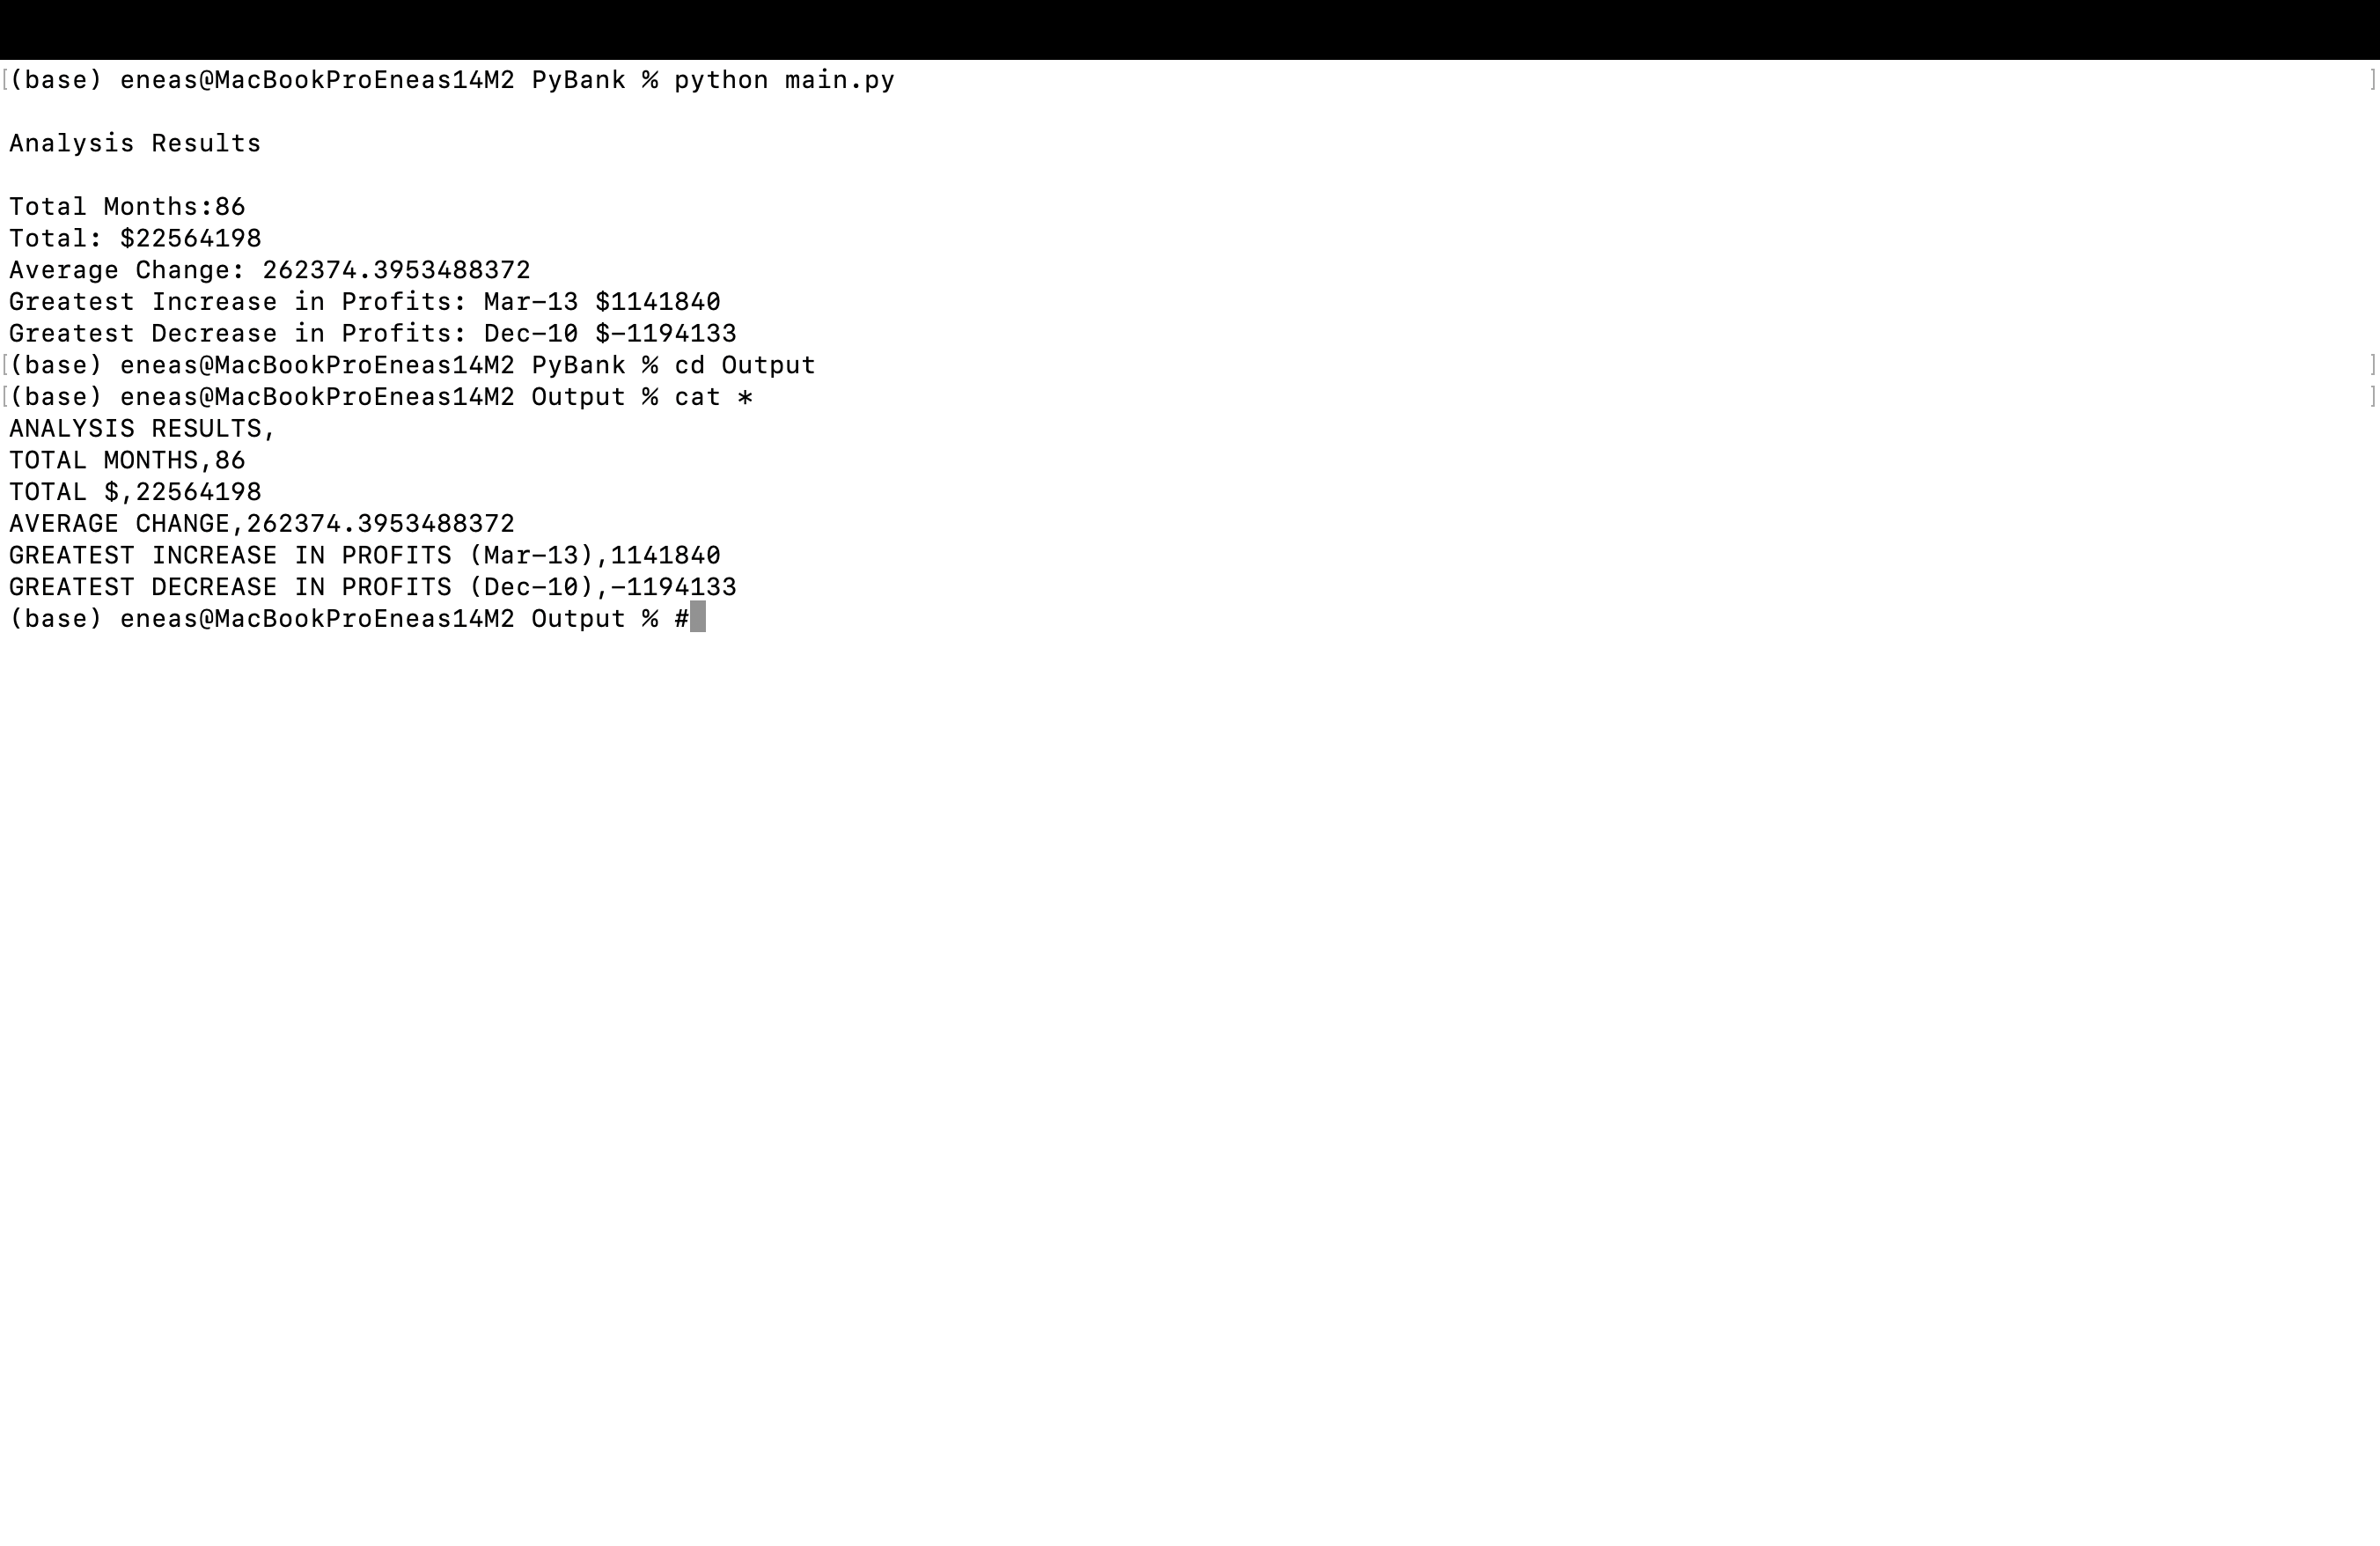 [(base) eneas@MacBookProEneas14M2 PyBank % python main.py ]
Analysis Results
Total Months:86
Total: $22564198
Average Change: 262374.3953488372
Greatest Increase in Profits: Mar-13 $1141840
Greatest Decrease in Profits: Dec-10 $-1194133
[(base) eneas@MacBookProEneas14M2 PyBank % cd Output ]
[(base) eneas@MacBookProEneas14M2 Output % cat * ]
ANALYSIS RESULTS,
TOTAL MONTHS,86
TOTAL $,22564198
AVERAGE CHANGE,262374.3953488372
GREATEST INCREASE IN PROFITS (Mar-13),1141840
GREATEST DECREASE IN PROFITS (Dec-10),-1194133
(base) eneas@MacBookProEneas14M2 Output % #